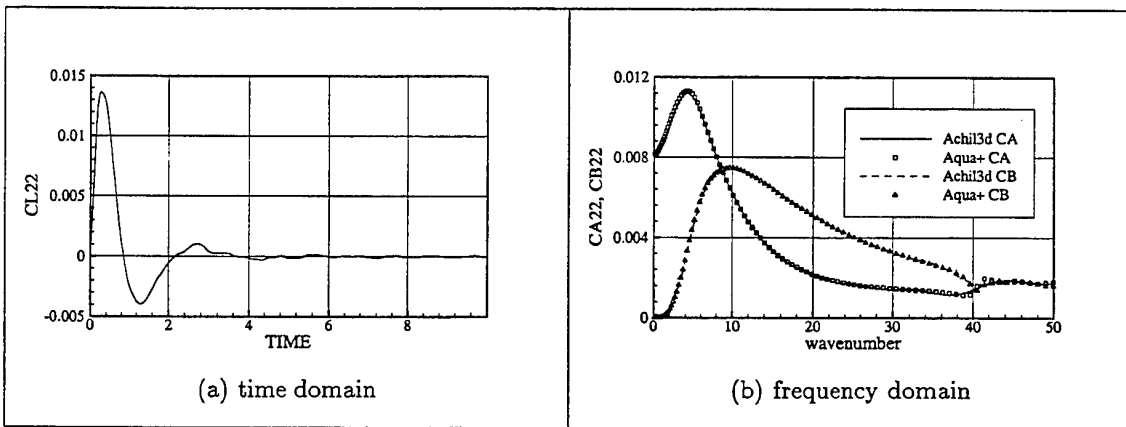 0.015
0.010
0.005
0
-0.005
CL22
0 2 4 6 8
TIME
(a) time domain
0.012
0.008
0.004
0
CA22, CB22
Achil3d CA
Aqua+ CA
Achil3d CB
Aqua+ CB
0 10 20 30 40 50
wavenumber
(b) frequency domain